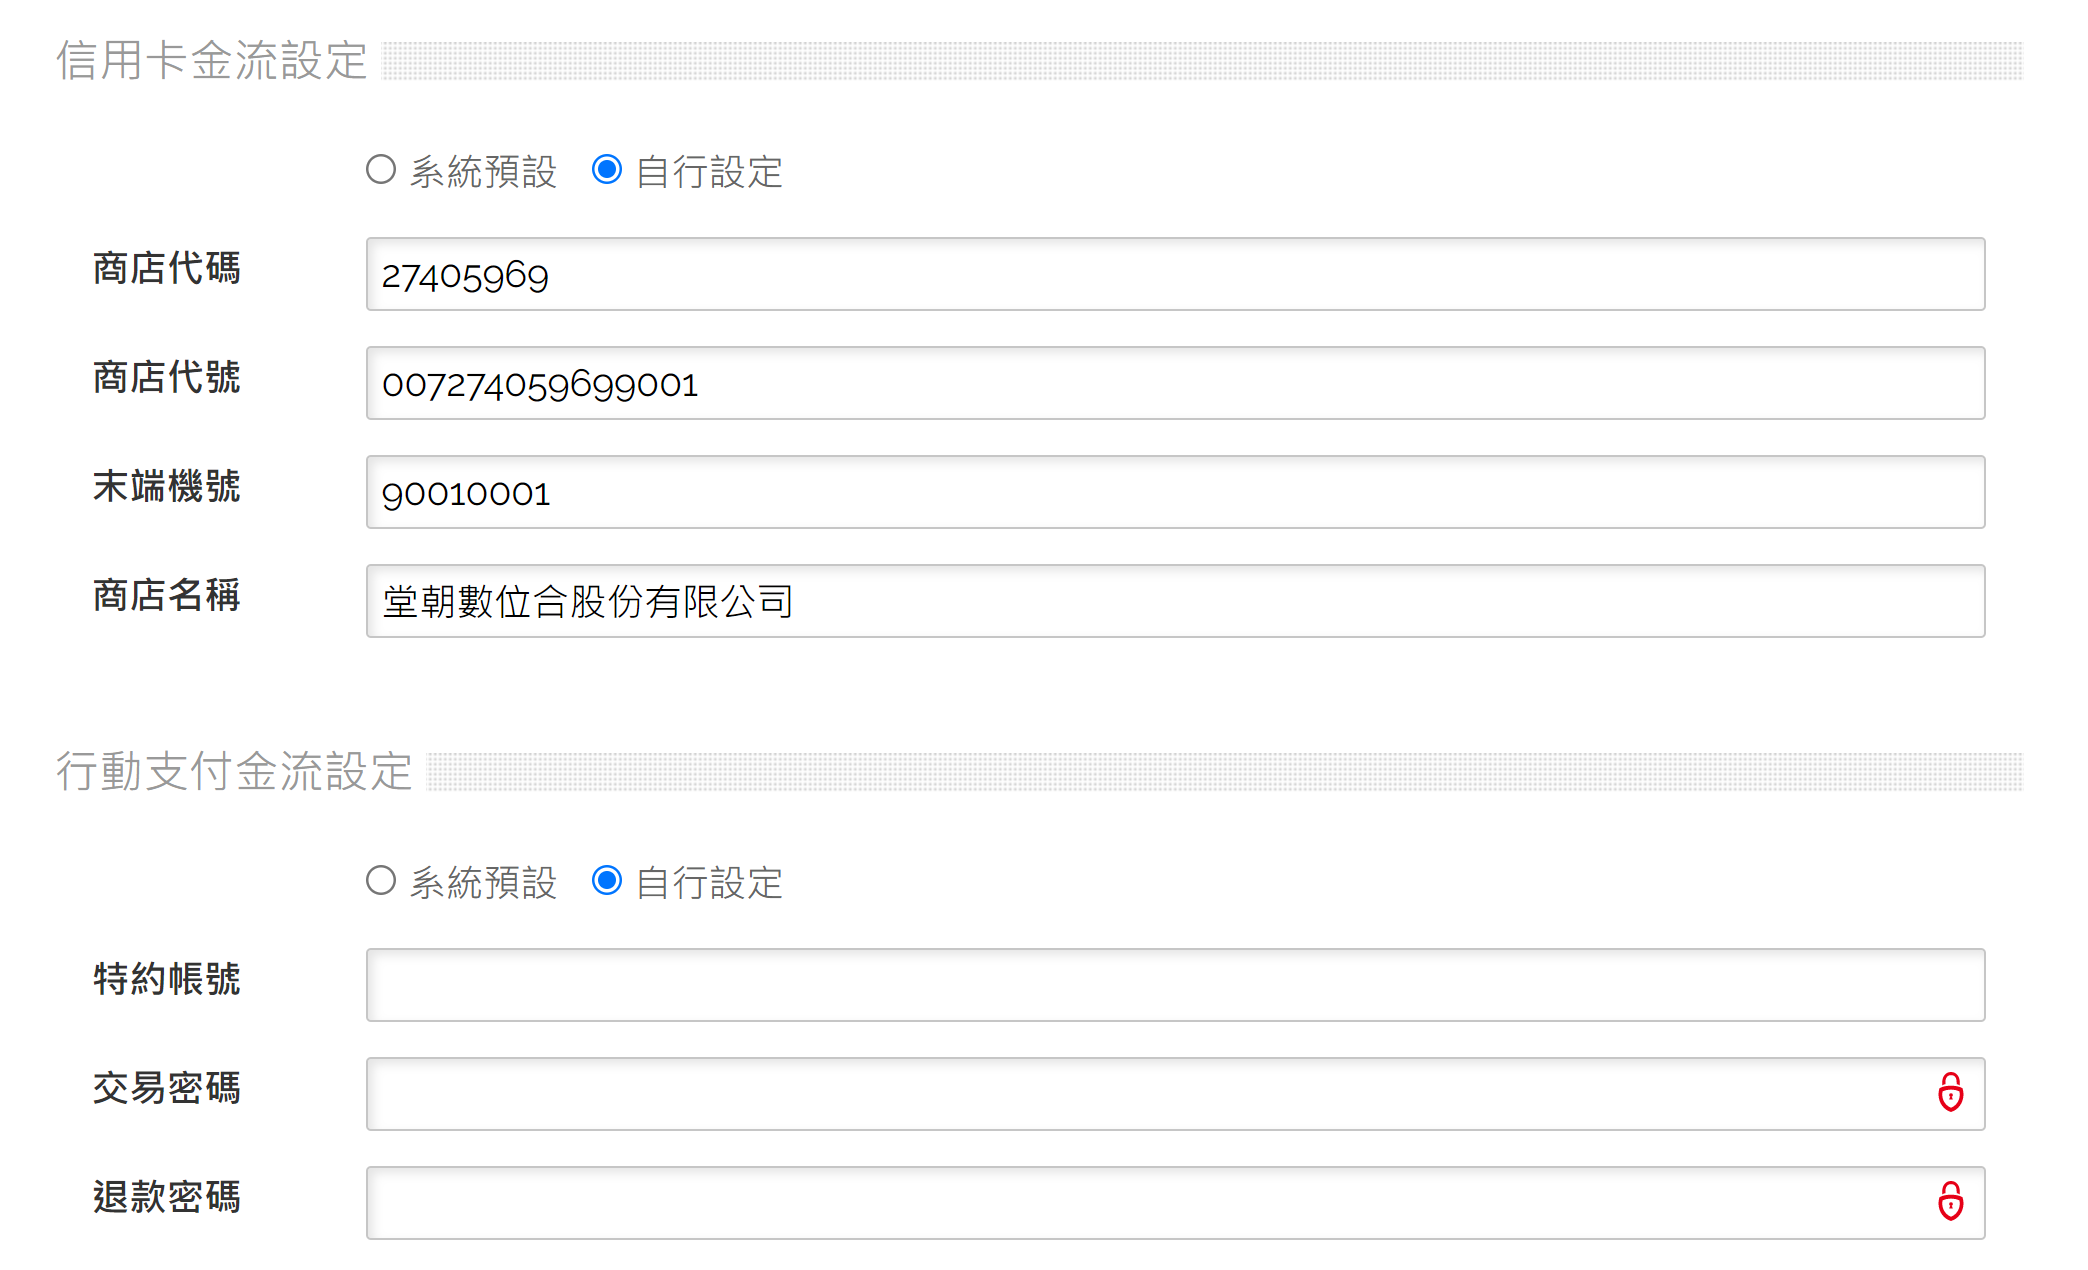 信用卡金流設定
系統預設 自行設定
商店代碼 27405969
商店代號 007274059699001
末端機號 90010001
商店名稱 堂朝數位合股份有限公司
行動支付金流設定
系統預設 自行設定
特約帳號
交易密碼
退款密碼